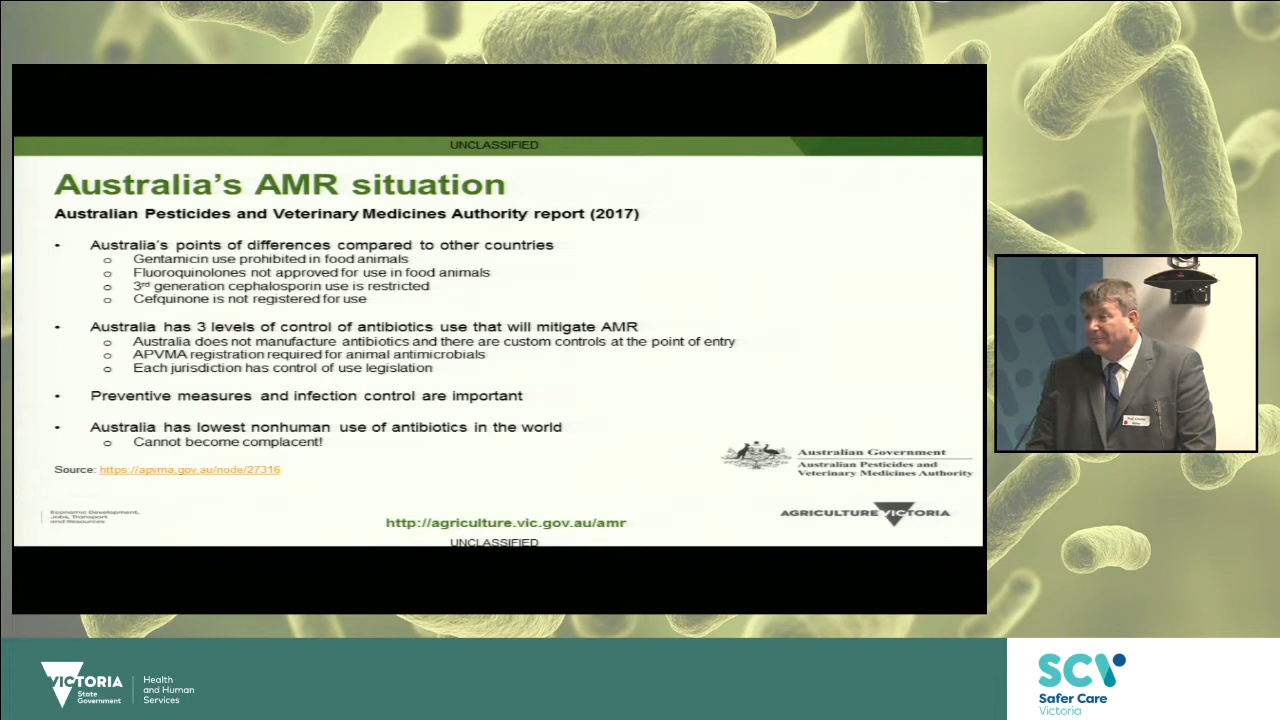 UNCLASSIFIED
Australia's AMR situation
Australian Pesticides and Veterinary Medicines Authority report (2017)
• Australia's points of differences compared to other countries
o Gentamicin use prohibited in food animals
o Fluoroquinolones not approved for use in food animals
o 3rd generation cephalosporin use is restricted
o Cefquinone is not registered for use
• Australia has 3 levels of control of antibiotics use that will mitigate AMR
o Australia does not manufacture antibiotics and there are custom controls at the point of entry
o APVMA registration required for animal antimicrobials
o Each jurisdiction has control of use legislation
• Preventive measures and infection control are important
• Australia has lowest nonhuman use of antibiotics in the world
o Cannot become complacent!
Source: https://apvma.gov.au/node/27316
Australian Government
Australian Pesticides and
Veterinary Medicines Authority
Economic Development,
Jobs, Transport
and Resources
http://agriculture.vic.gov.au/amr
AGRICULTURE VICTORIA
UNCLASSIFIED
VICTORIA
State
Government
Health
and Human
Services
SCV
Safer Care
Victoria